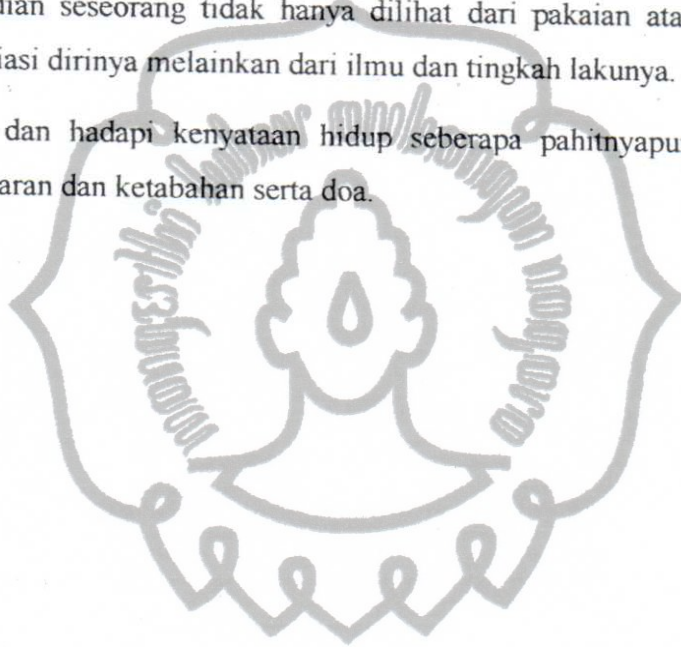 dian seseorang tidak hanya dilihat dari pakaian ata
iasi dirinya melainkan dari ilmu dan tingkah lakunya.
dan hadapi kenyataan hidup seberapa pahitnyapu
aran dan ketabahan serta doa.